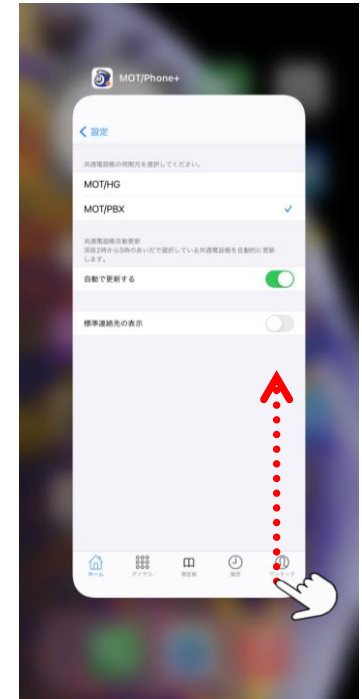 MOT/Phone+
設定
共通電話帳の同期元を選択してください。
MOT/HG
MOT/PBX
共通電話帳自動更新
深夜2時から5時のあいだで選択している共通電話帳を自動的に更新
します。
自動で更新する
標準連絡先の表示
ホーム ダイヤル 電話帳 履歴 ワンタッチ